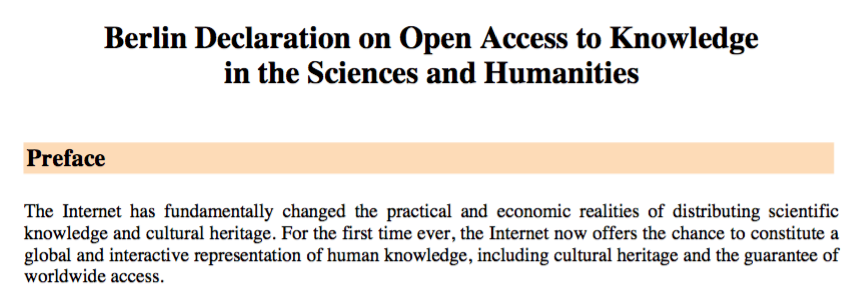 Berlin Declaration on Open Access to Knowledge
in the Sciences and Humanities
Preface
The Internet has fundamentally changed the practical and economic realities of distributing scientific
knowledge and cultural heritage. For the first time ever, the Internet now offers the chance to constitute a
global and interactive representation of human knowledge, including cultural heritage and the guarantee of
worldwide access.